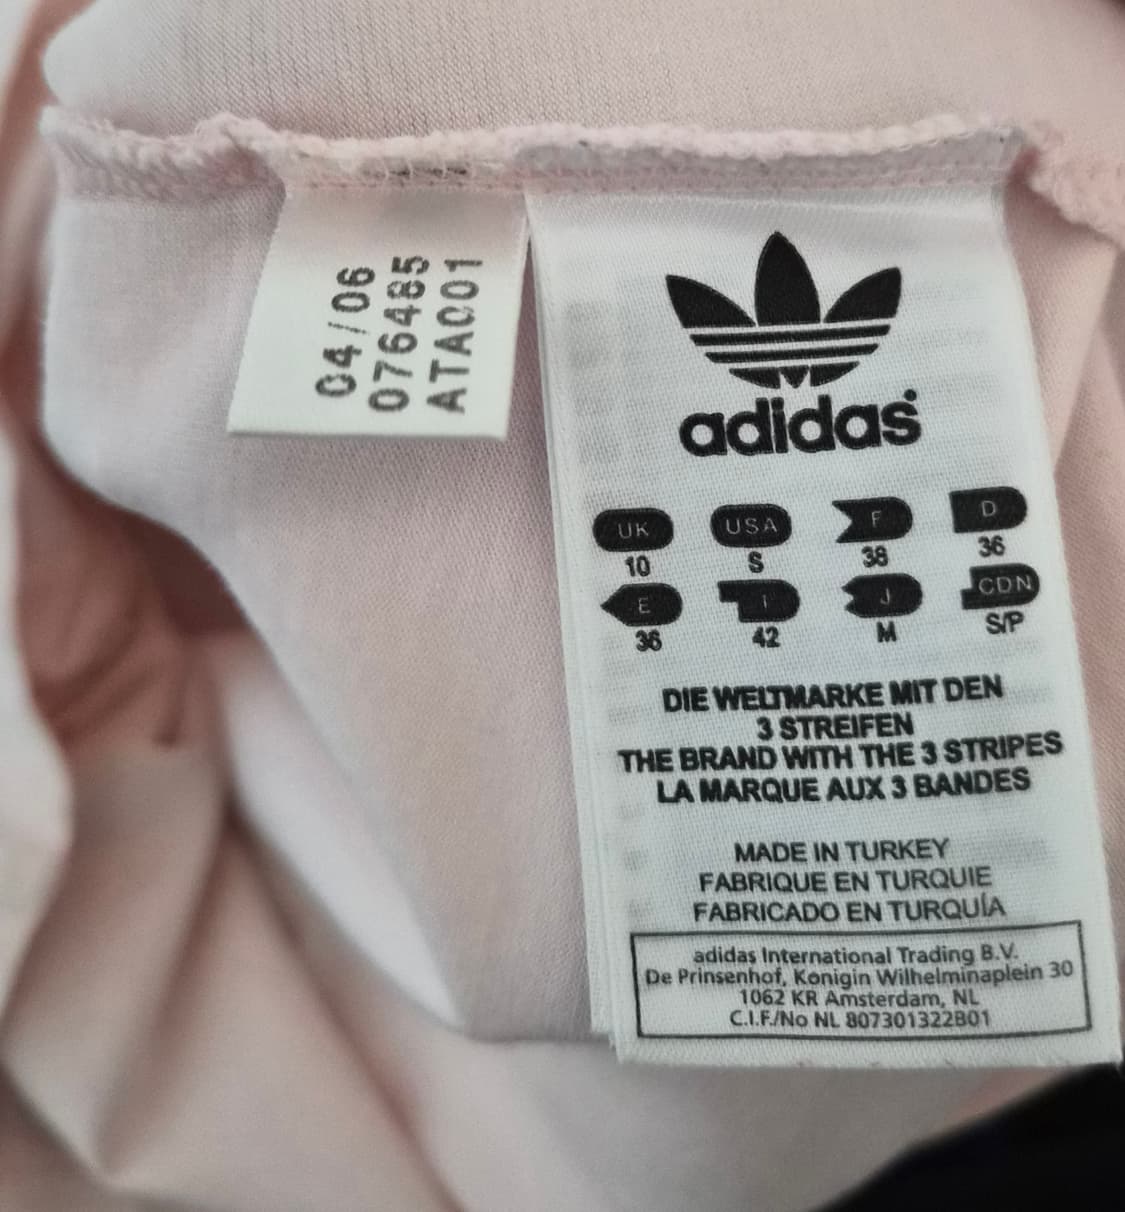 04/06
076485
ATA001
adidas
UK USA F D
10 S 38 36
E I J CDN
36 42 M S/P
DIE WELTMARKE MIT DEN
3 STREIFEN
THE BRAND WITH THE 3 STRIPES
LA MARQUE AUX 3 BANDES
MADE IN TURKEY
FABRIQUE EN TURQUIE
FABRICADO EN TURQUÍA
adidas International Trading B.V.
De Prinsenhof, Konigin Wilhelminaplein 30
1062 KR Amsterdam, NL
C.I.F./No NL 807301322B01